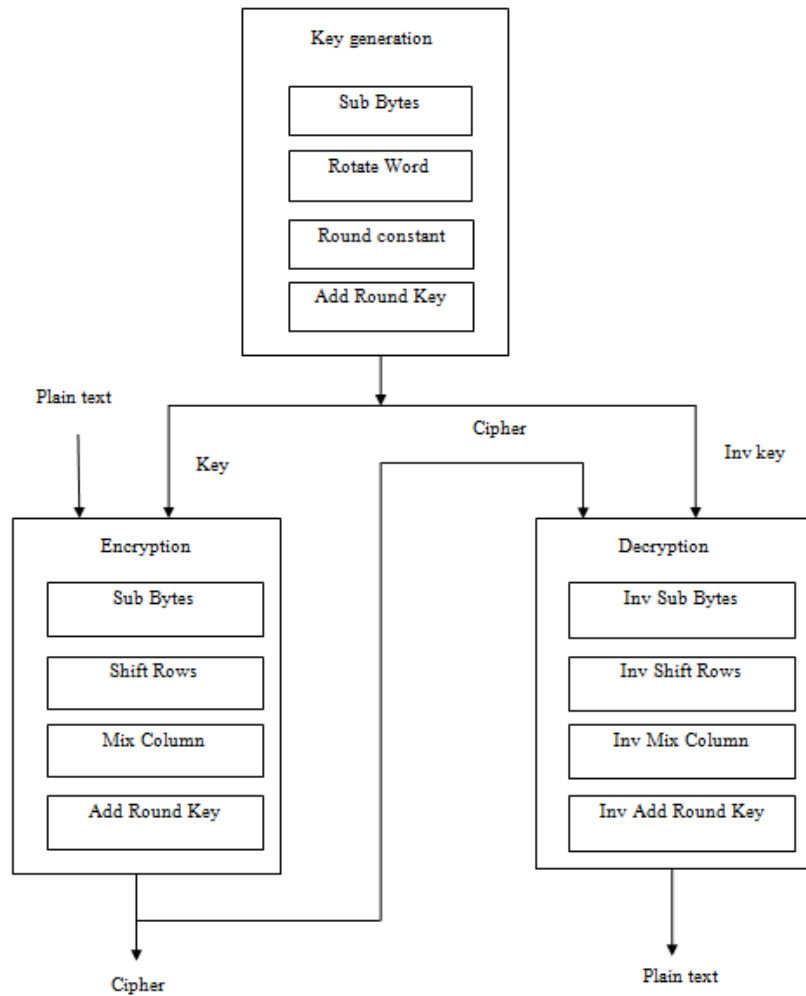 Key generation
Sub Bytes
Rotate Word
Round constant
Add Round Key
Plain text
Cipher
Key
Inv key
Encryption
Sub Bytes
Shift Rows
Mix Column
Add Round Key
Decryption
Inv Sub Bytes
Inv Shift Rows
Inv Mix Column
Inv Add Round Key
Cipher
Plain text